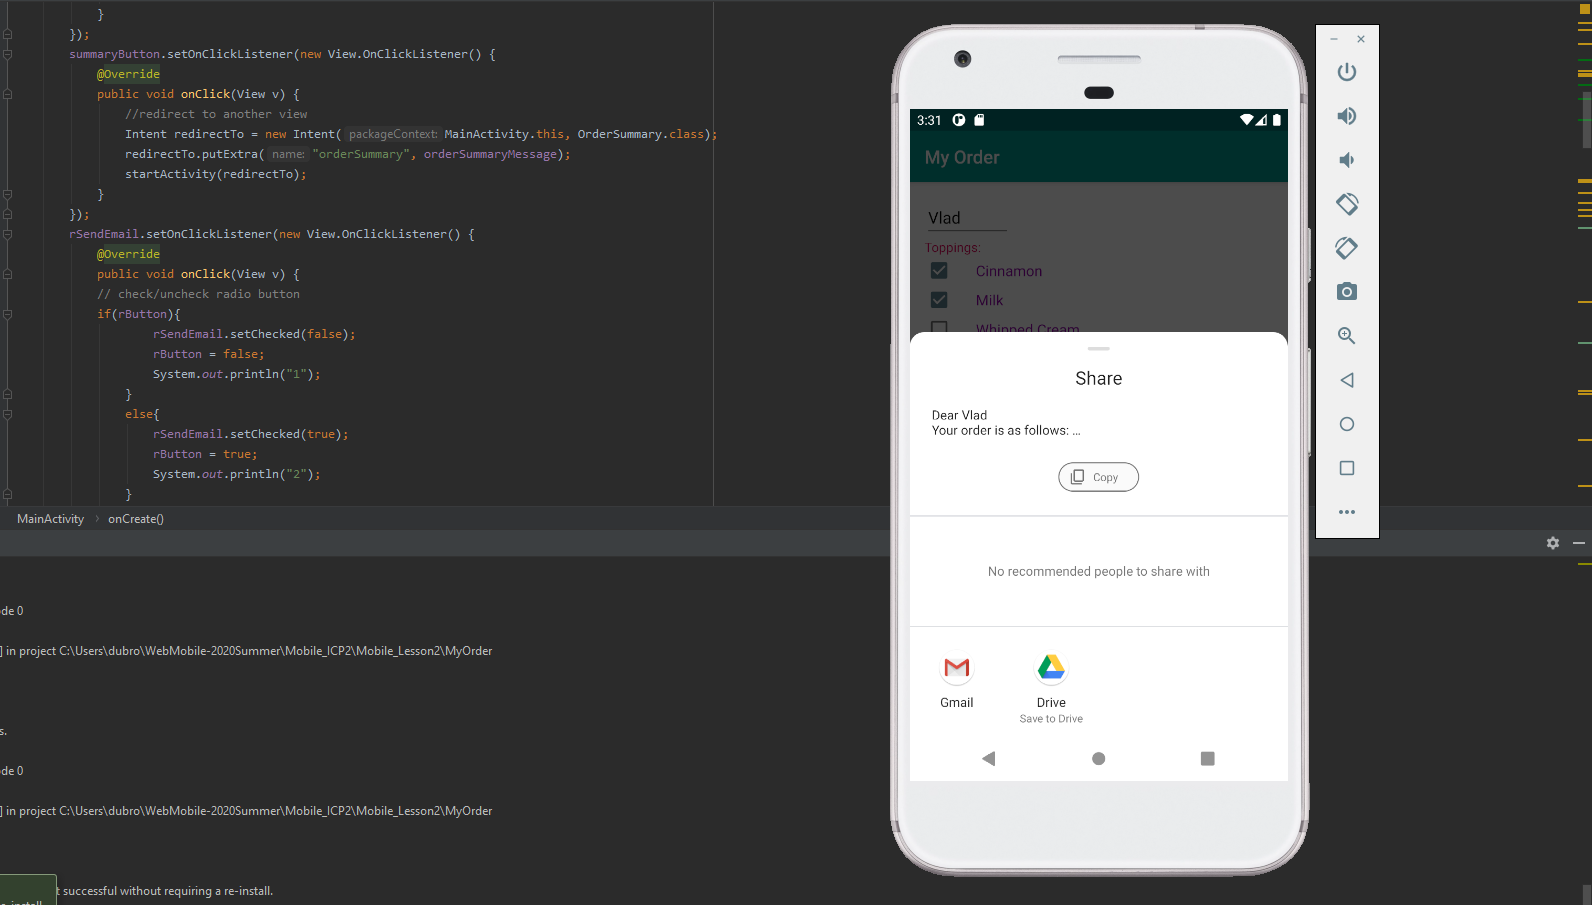 }
});
summaryButton.setOnClickListener(new View.OnClickListener() {
@Override
public void onClick(View v) {
//redirect to another view
Intent redirectTo = new Intent( packageContext: MainActivity.this, OrderSummary.class);
redirectTo.putExtra( name: "orderSummary", orderSummaryMessage);
startActivity(redirectTo);
}
});
rSendEmail.setOnClickListener(new View.OnClickListener() {
@Override
public void onClick(View v) {
// check/uncheck radio button
if(rButton){
rSendEmail.setChecked(false);
rButton = false;
System.out.println("1");
}
else{
rSendEmail.setChecked(true);
rButton = true;
System.out.println("2");
}
MainActivity › onCreate()
de 0
] in project C:\Users\dubro\WebMobile-2020Summer\Mobile_ICP2\Mobile_Lesson2\MyOrder
s.
de 0
] in project C:\Users\dubro\WebMobile-2020Summer\Mobile_ICP2\Mobile_Lesson2\MyOrder
t successful without requiring a re-install.
3:31
My Order
Vlad
Toppings:
Cinnamon
Milk
Whipped Cream
Share
Dear Vlad
Your order is as follows: ...
Copy
No recommended people to share with
Gmail
Drive
Save to Drive